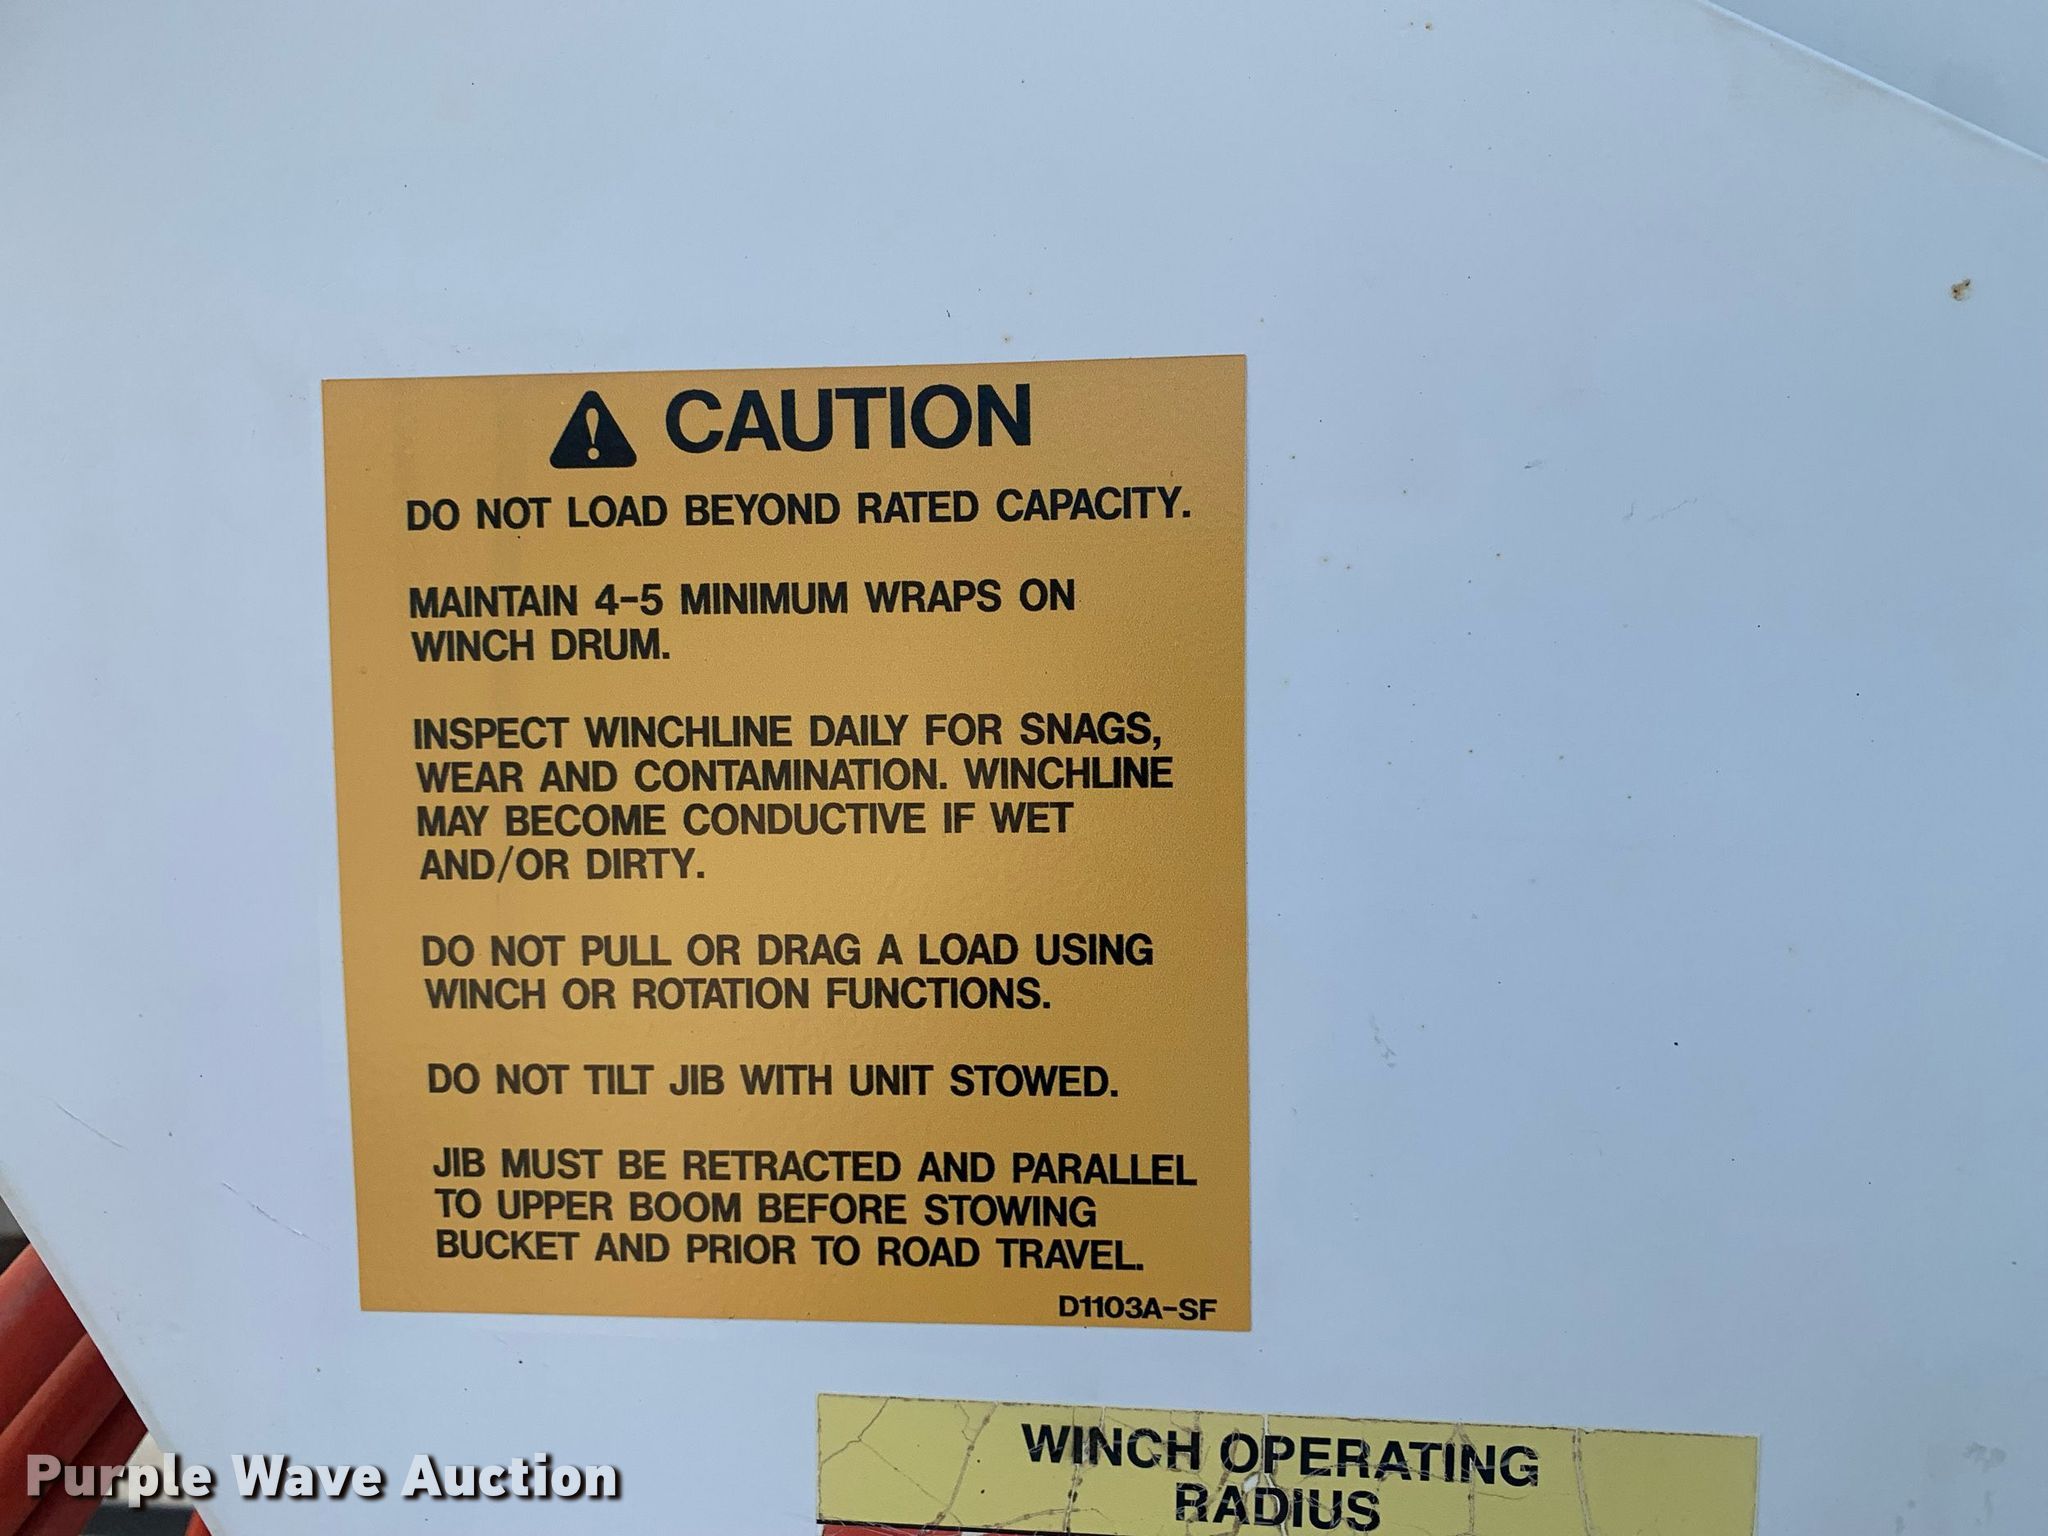 CAUTION
DO NOT LOAD BEYOND RATED CAPACITY.
MAINTAIN 4-5 MINIMUM WRAPS ON
WINCH DRUM.
INSPECT WINCHLINE DAILY FOR SNAGS,
WEAR AND CONTAMINATION. WINCHLINE
MAY BECOME CONDUCTIVE IF WET
AND/OR DIRTY.
DO NOT PULL OR DRAG A LOAD USING
WINCH OR ROTATION FUNCTIONS.
DO NOT TILT JIB WITH UNIT STOWED.
JIB MUST BE RETRACTED AND PARALLEL
TO UPPER BOOM BEFORE STOWING
BUCKET AND PRIOR TO ROAD TRAVEL.
D1103A-SF
WINCH OPERATING
RADIUS
Purple Wave Auction